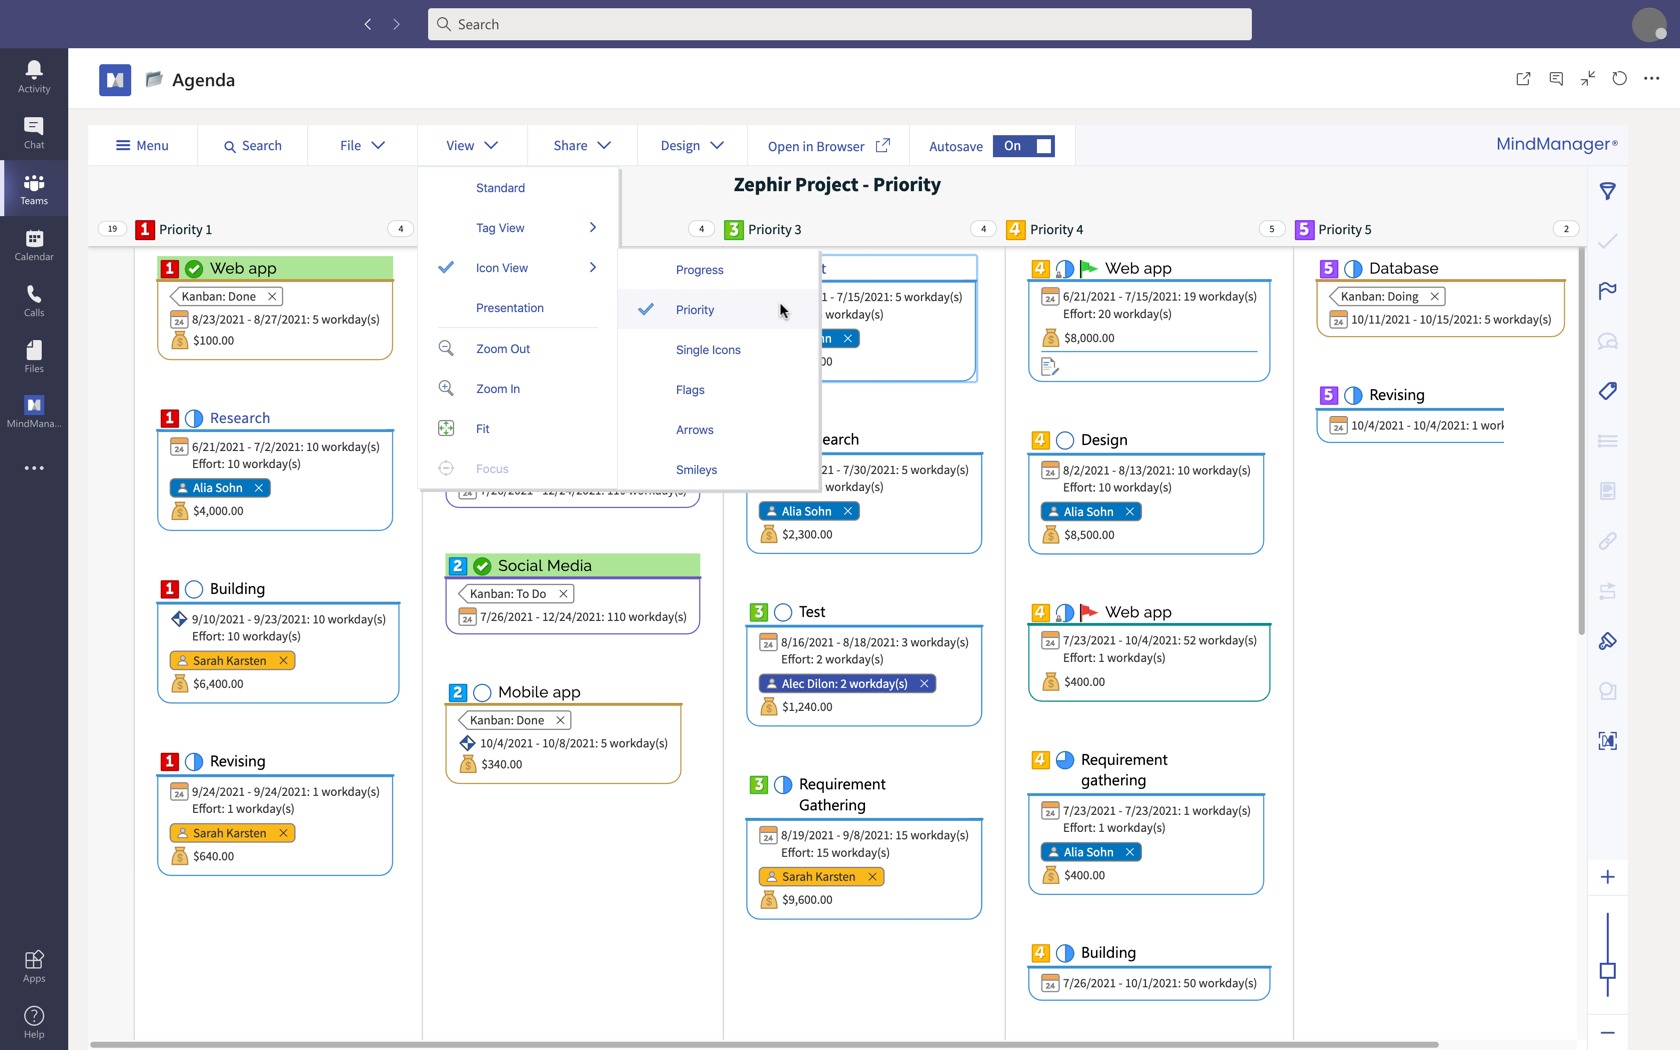 Search
Activity
Chat
Teams
Calendar
Calls
Files
MindMana...
Apps
Help
Agenda
Menu
Search
File
View
Share
Design
Open in Browser
Autosave
On
MindManager®
Zephir Project - Priority
19
1 Priority 1
4
4
3 Priority 3
4
4 Priority 4
5
5 Priority 5
2
Standard
Tag View
Icon View
Presentation
Zoom Out
Zoom In
Fit
Focus
Progress
Priority
Single Icons
Flags
Arrows
Smileys
1 Web app
Kanban: Done
24 8/23/2021 - 8/27/2021: 5 workday(s)
$100.00
1 Research
24 6/21/2021 - 7/2/2021: 10 workday(s)
Effort: 10 workday(s)
Alia Sohn
$4,000.00
1 Building
9/10/2021 - 9/23/2021: 10 workday(s)
Effort: 10 workday(s)
Sarah Karsten
$6,400.00
1 Revising
24 9/24/2021 - 9/24/2021: 1 workday(s)
Effort: 1 workday(s)
Sarah Karsten
$640.00
2 Social Media
Kanban: To Do
24 7/26/2021 - 12/24/2021: 110 workday(s)
2 Mobile app
Kanban: Done
10/4/2021 - 10/8/2021: 5 workday(s)
$340.00
t
1 - 7/15/2021: 5 workday(s)
workday(s)
00
earch
21 - 7/30/2021: 5 workday(s)
workday(s)
Alia Sohn
$2,300.00
3 Test
24 8/16/2021 - 8/18/2021: 3 workday(s)
Effort: 2 workday(s)
Alec Dilon: 2 workday(s)
$1,240.00
3 Requirement
Gathering
24 8/19/2021 - 9/8/2021: 15 workday(s)
Effort: 15 workday(s)
Sarah Karsten
$9,600.00
4 Web app
24 6/21/2021 - 7/15/2021: 19 workday(s)
Effort: 20 workday(s)
$8,000.00
4 Design
24 8/2/2021 - 8/13/2021: 10 workday(s)
Effort: 10 workday(s)
Alia Sohn
$8,500.00
4 Web app
24 7/23/2021 - 10/4/2021: 52 workday(s)
Effort: 1 workday(s)
$400.00
4 Requirement
gathering
24 7/23/2021 - 7/23/2021: 1 workday(s)
Effort: 1 workday(s)
Alia Sohn
$400.00
4 Building
24 7/26/2021 - 10/1/2021: 50 workday(s)
5 Database
Kanban: Doing
24 10/11/2021 - 10/15/2021: 5 workday(s)
5 Revising
24 10/4/2021 - 10/4/2021: 1 work